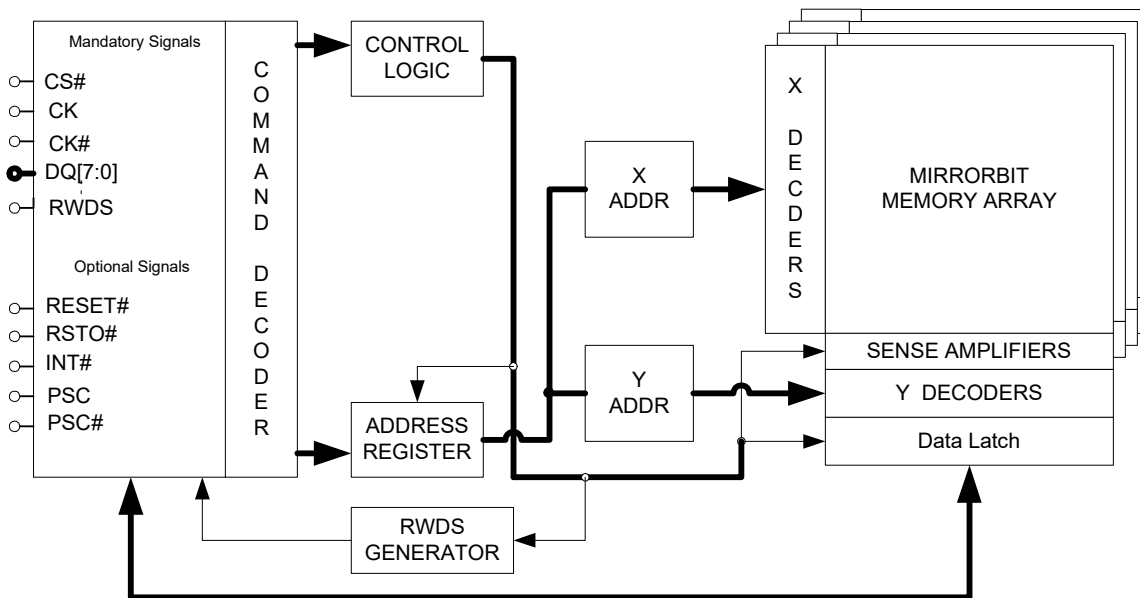 Mandatory Signals
CS#
CK
CK#
DQ[7:0]
RWDS
Optional Signals
RESET#
RSTO#
INT#
PSC
PSC#
COMMAND DECODER
CONTROL
LOGIC
ADDRESS
REGISTER
RWDS
GENERATOR
X
ADDR
Y
ADDR
X DECDERS
MIRRORBIT
MEMORY ARRAY
SENSE AMPLIFIERS
Y DECODERS
Data Latch